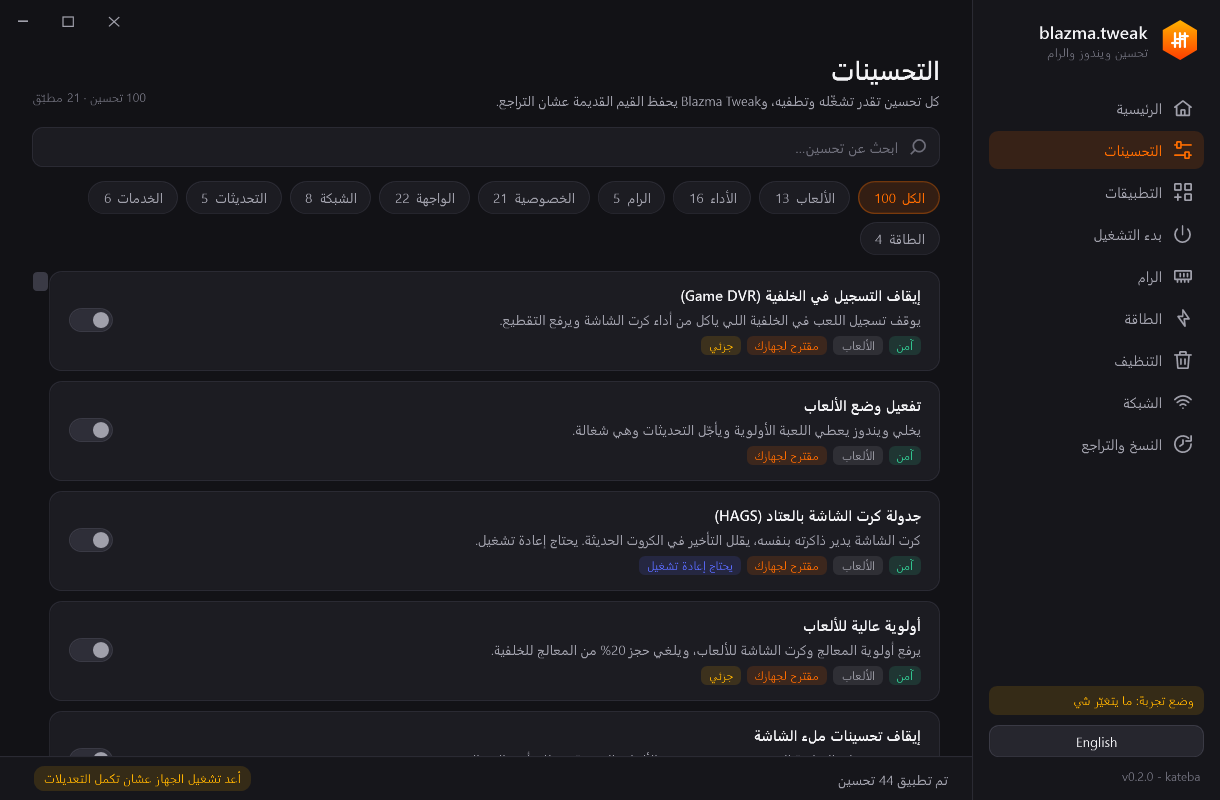 blazma.tweak
تحسين ويندوز والرام
الرئيسية
التحسينات
التطبيقات
بدء التشغيل
الرام
الطاقة
التنظيف
الشبكة
النسخ والتراجع
وضع تجربة: ما يتغيّر شي
English
v0.2.0 - kateba
التحسينات
كل تحسين تقدر تشغّله وتطفيه، وBlazma Tweak يحفظ القيم القديمة عشان التراجع.
100 تحسين · 21 مطبّق
ابحث عن تحسين...
الكل 100
الألعاب 13
الأداء 16
الرام 5
الخصوصية 21
الواجهة 22
الشبكة 8
التحديثات 5
الخدمات 6
الطاقة 4
إيقاف التسجيل في الخلفية (Game DVR)
يوقف تسجيل اللعب في الخلفية اللي ياكل من أداء كرت الشاشة ويرفع التقطيع.
آمن الألعاب مقترح لجهازك جزئي
تفعيل وضع الألعاب
يخلي ويندوز يعطي اللعبة الأولوية ويأجّل التحديثات وهي شغالة.
آمن الألعاب مقترح لجهازك
جدولة كرت الشاشة بالعتاد (HAGS)
كرت الشاشة يدير ذاكرته بنفسه، يقلل التأخير في الكروت الحديثة. يحتاج إعادة تشغيل.
آمن الألعاب مقترح لجهازك يحتاج إعادة تشغيل
أولوية عالية للألعاب
يرفع أولوية المعالج وكرت الشاشة للألعاب، ويلغي حجز 20% من المعالج للخلفية.
آمن الألعاب مقترح لجهازك جزئي
إيقاف تحسينات ملء الشاشة
تم تطبيق 44 تحسين
أعد تشغيل الجهاز عشان تكمل التعديلات